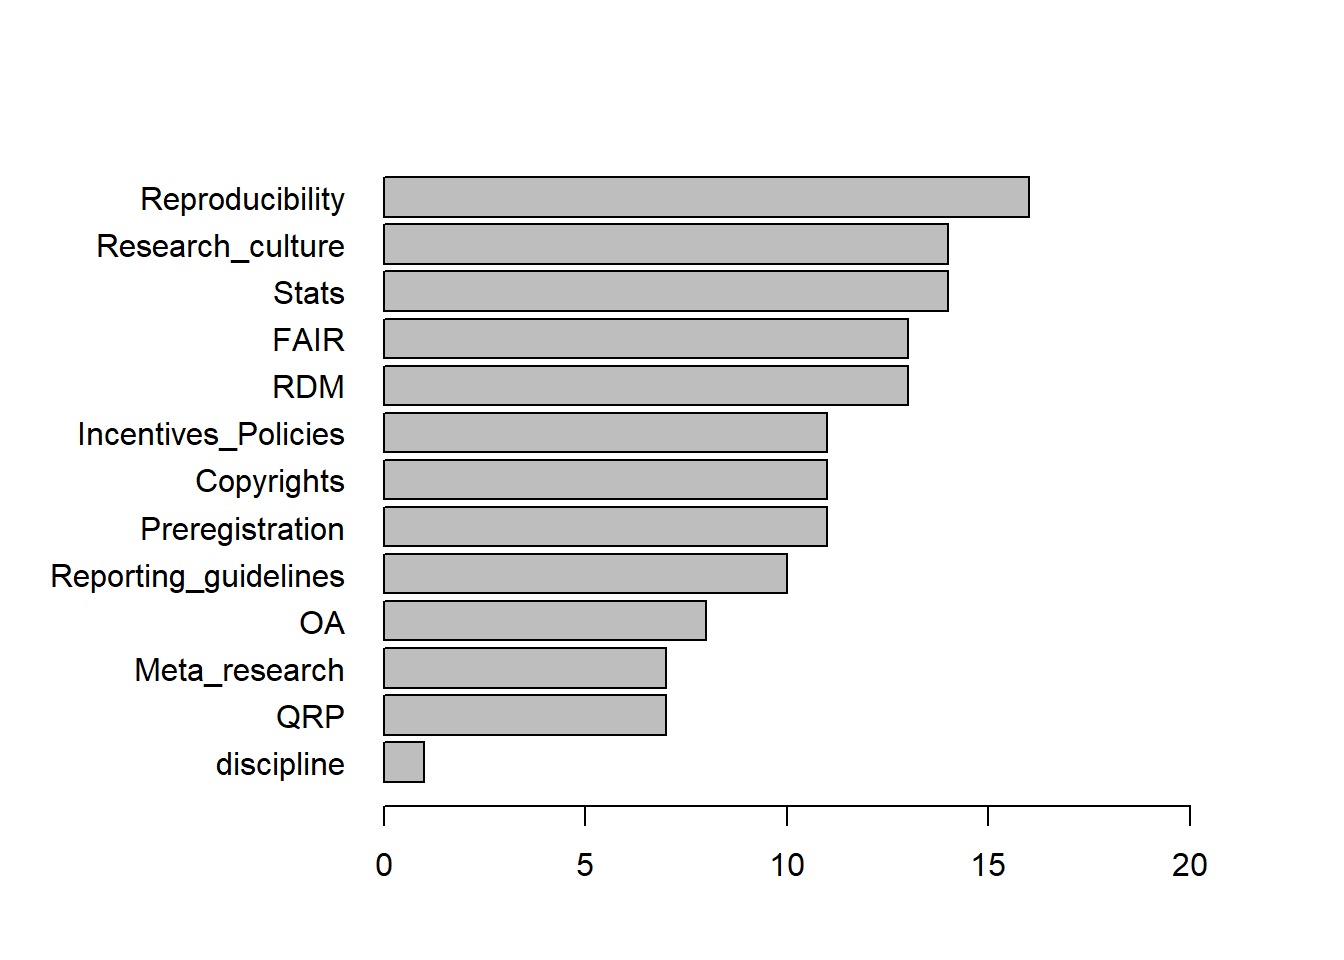 Reproducibility
Research_culture
Stats
FAIR
RDM
Incentives_Policies
Copyrights
Preregistration
Reporting_guidelines
OA
Meta_research
QRP
discipline
0 5 10 15 20